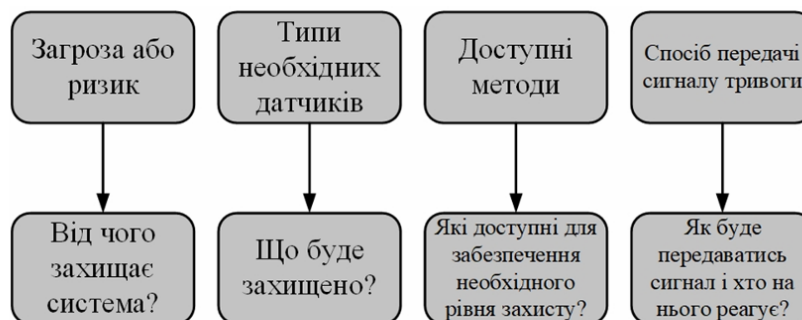 Загроза або
ризик
Типи
необхідних
датчиків
Доступні
методи
Спосіб передачі
сигналу тривоги
Від чого
захищає
система?
Що буде
захищено?
Які доступні для
забезпечення
необхідного
рівня захисту?
Як буде
передаватись
сигнал і хто на
нього реагує?